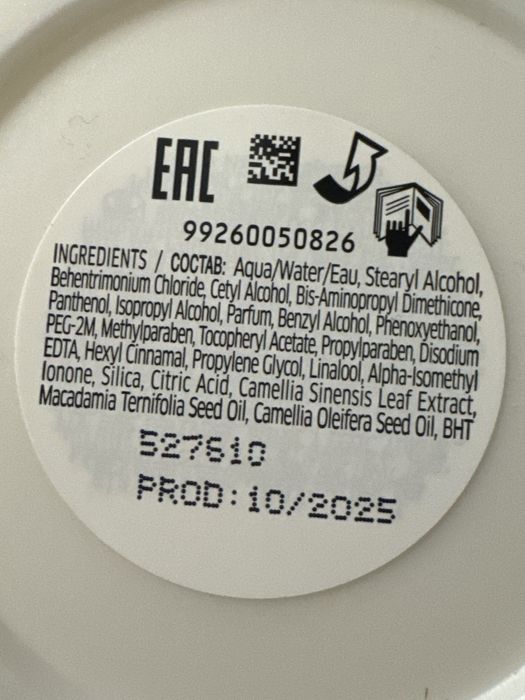 EAC
99260050826
INGREDIENTS / СОСТАВ: Aqua/Water/Eau, Stearyl Alcohol,
Behentrimonium Chloride, Cetyl Alcohol, Bis-Aminopropyl Dimethicone,
Panthenol, Isopropyl Alcohol, Parfum, Benzyl Alcohol, Phenoxyethanol,
PEG-2M, Methylparaben, Tocopheryl Acetate, Propylparaben, Disodium
EDTA, Hexyl Cinnamal, Propylene Glycol, Linalool, Alpha-Isomethyl
Ionone, Silica, Citric Acid, Camellia Sinensis Leaf Extract,
Macadamia Ternifolia Seed Oil, Camellia Oleifera Seed Oil, BHT
527610
PROD:10/2025